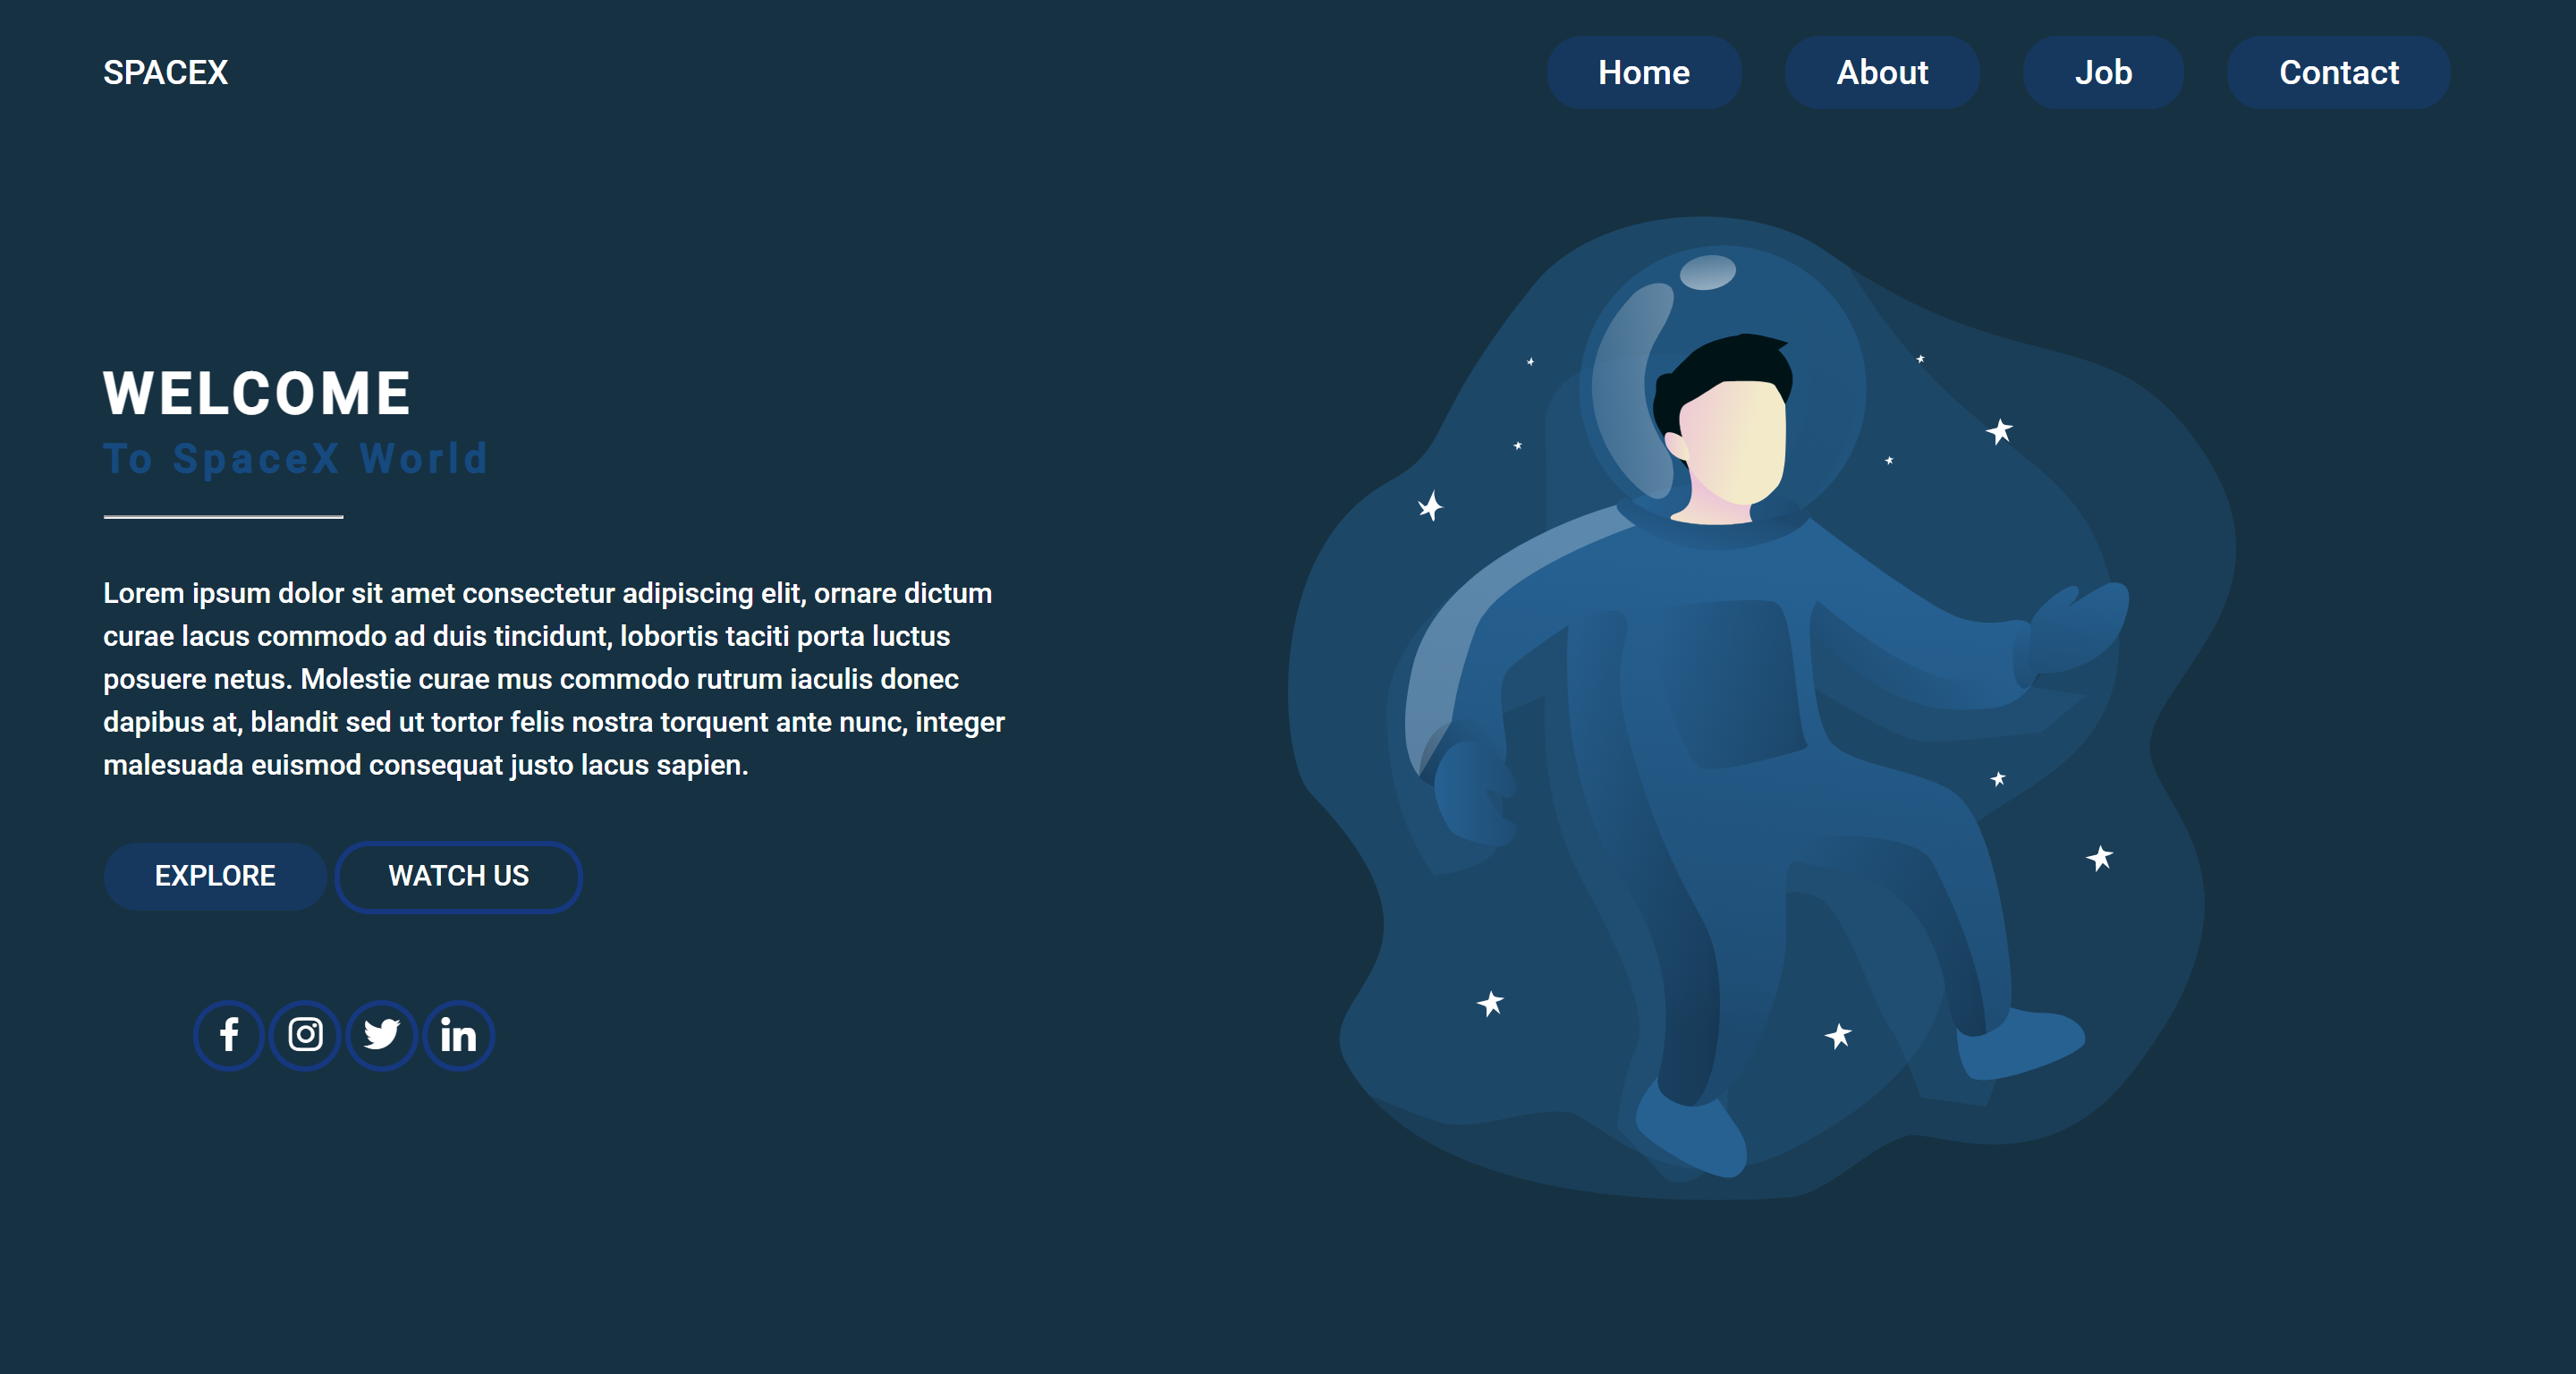 SPACEX
Home
About
Job
Contact
WELCOME
To SpaceX World
Lorem ipsum dolor sit amet consectetur adipiscing elit, ornare dictum
curae lacus commodo ad duis tincidunt, lobortis taciti porta luctus
posuere netus. Molestie curae mus commodo rutrum iaculis donec
dapibus at, blandit sed ut tortor felis nostra torquent ante nunc, integer
malesuada euismod consequat justo lacus sapien.
EXPLORE
WATCH US